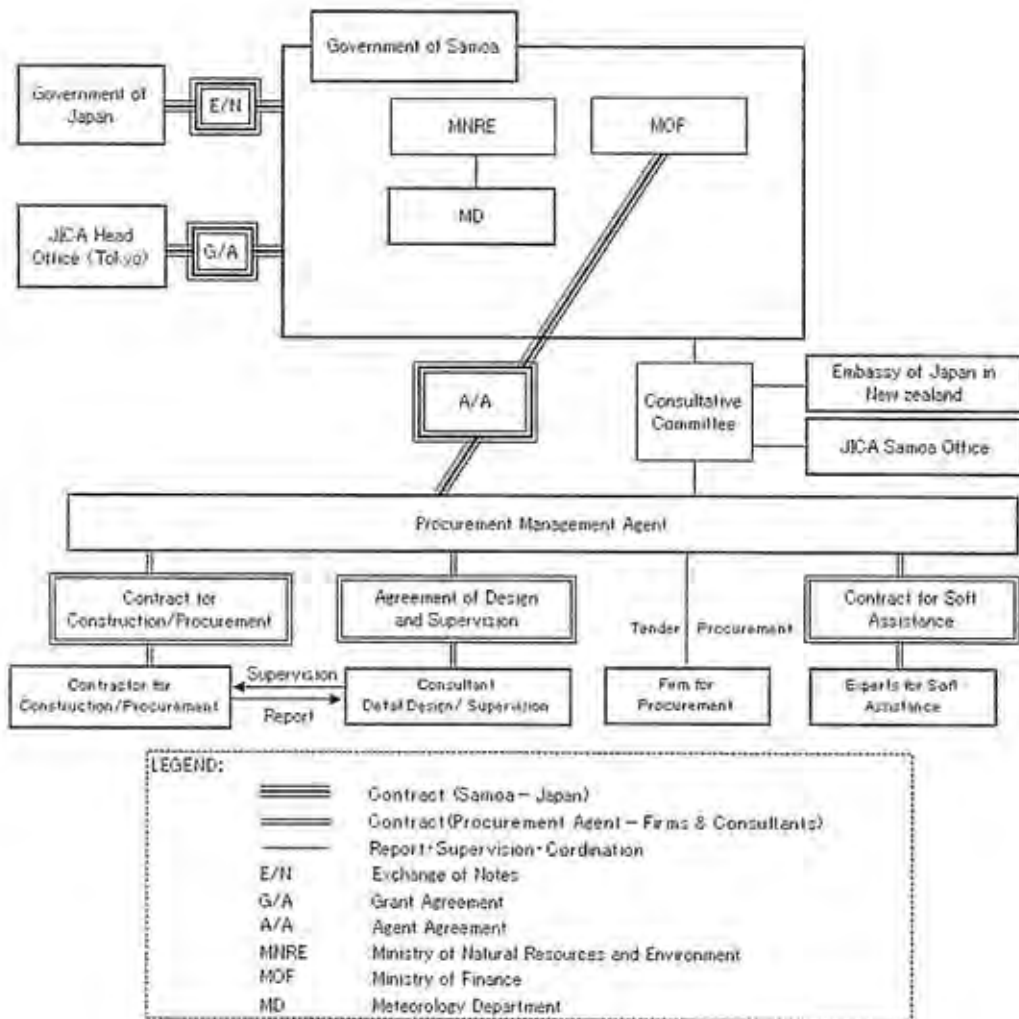 Government of Samoa
Government of
Japan
E/N
MNRE
MOF
MD
JICA Head
Office (Tokyo)
G/A
A/A
Consultative
Committee
Embassy of Japan in
New zealand
JICA Samoa Office
Procurement Management Agent
Contract for
Construction/Procurement
Agreement of Design
and Supervision
Tender Procurement
Contract for Soft
Assistance
Contractor for
Construction/Procurement
Supervision
Report
Consultant
Detail Design/ Supervision
Firm for
Procurement
Experts for Soft
Assistance
LEGEND:
Contract (Samoa - Japan)
Contract(Procurement Agent - Firms & Consultants)
Report・Supervision・Cordination
E/N Exchange of Notes
G/A Grant Agreement
A/A Agent Agreement
MNRE Ministry of Natural Resources and Environment
MOF Ministry of Finance
MD Meteorology Department